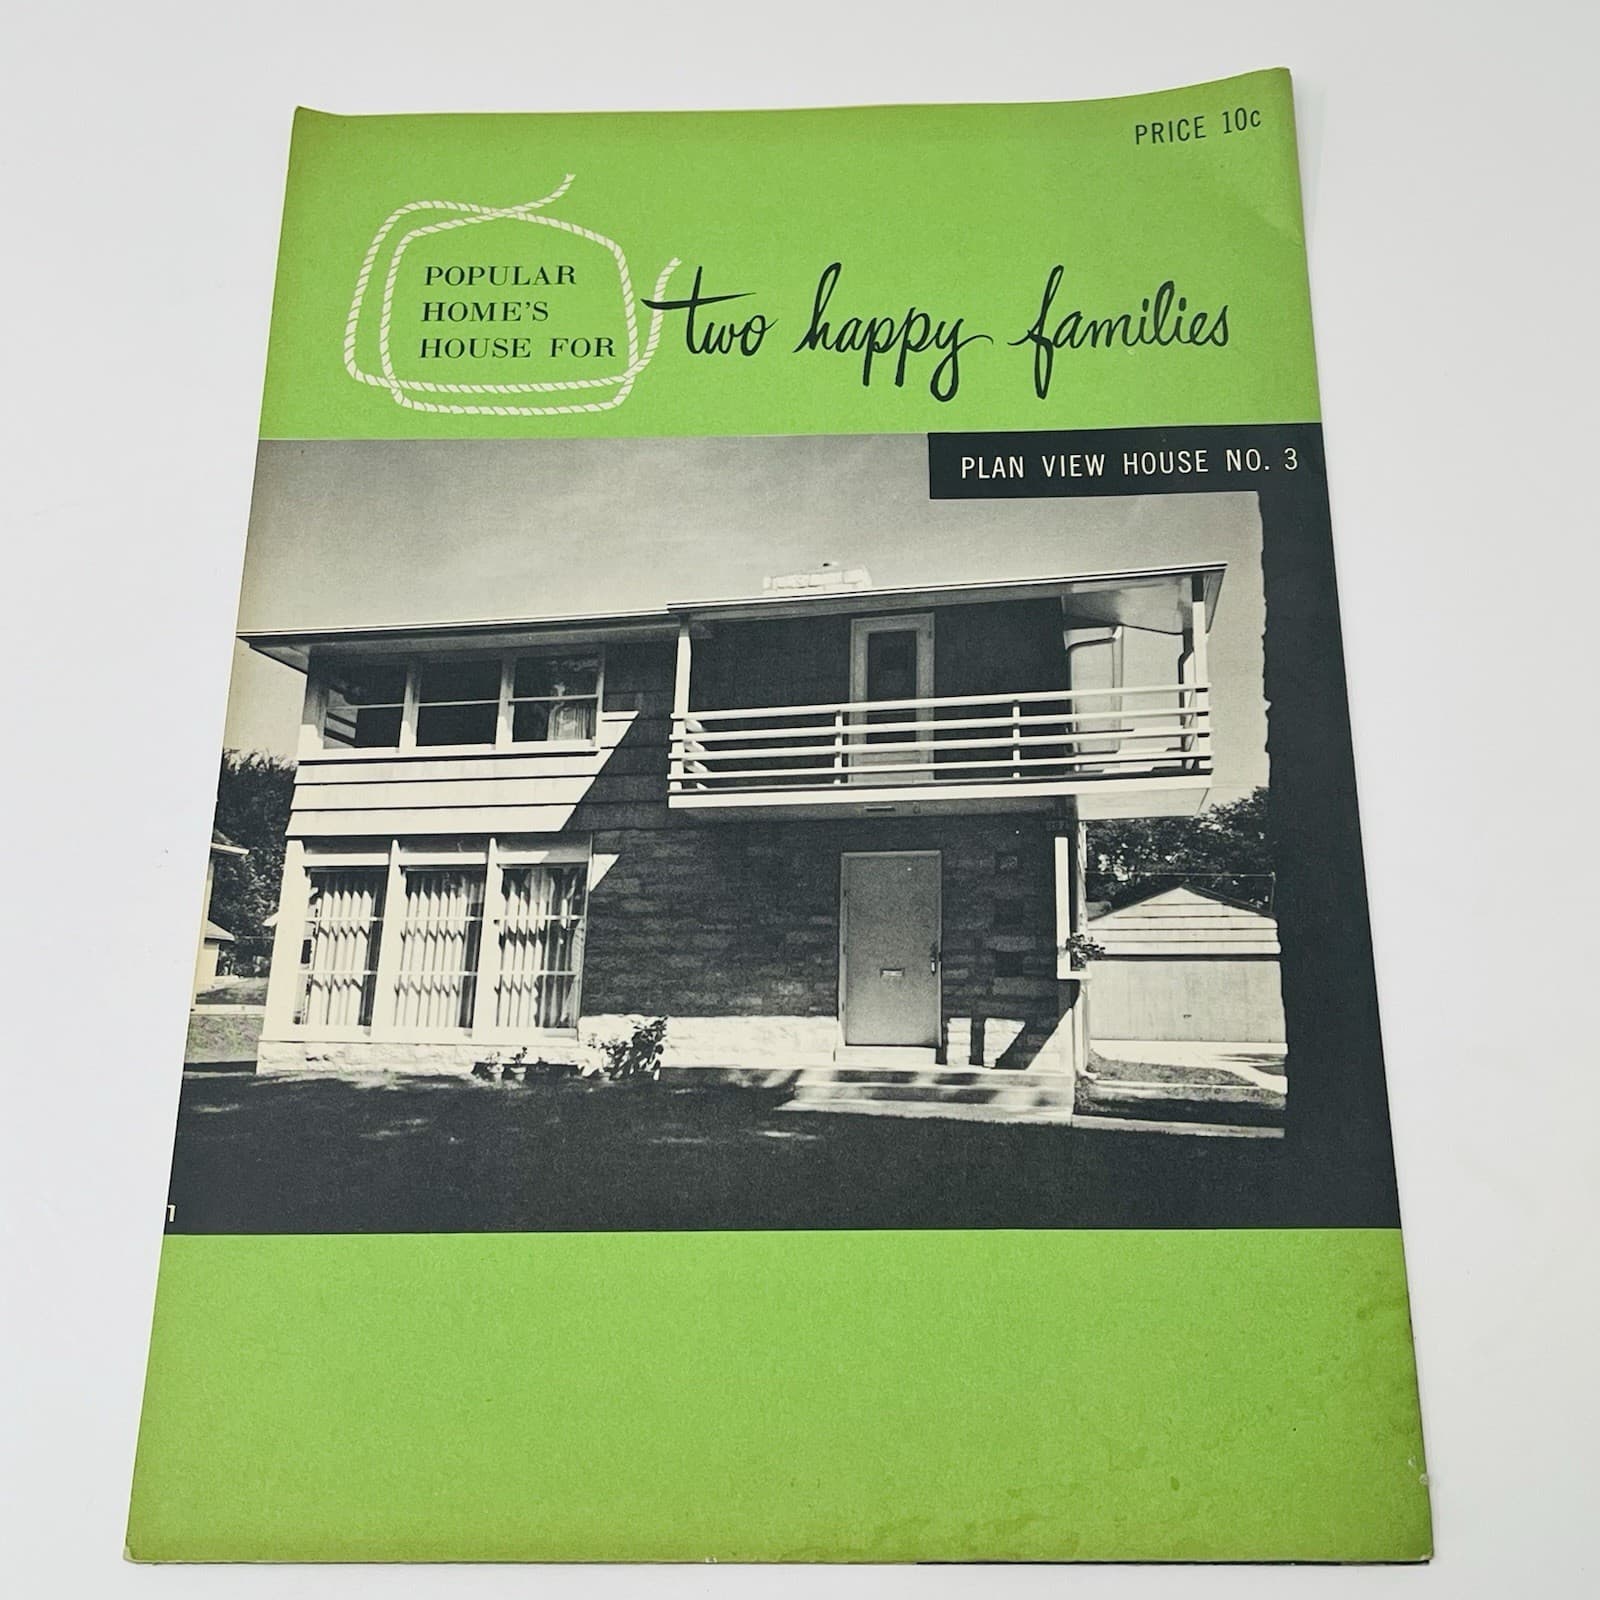 PRICE 10c
POPULAR
HOME'S
HOUSE FOR
two happy families
PLAN VIEW HOUSE NO. 3